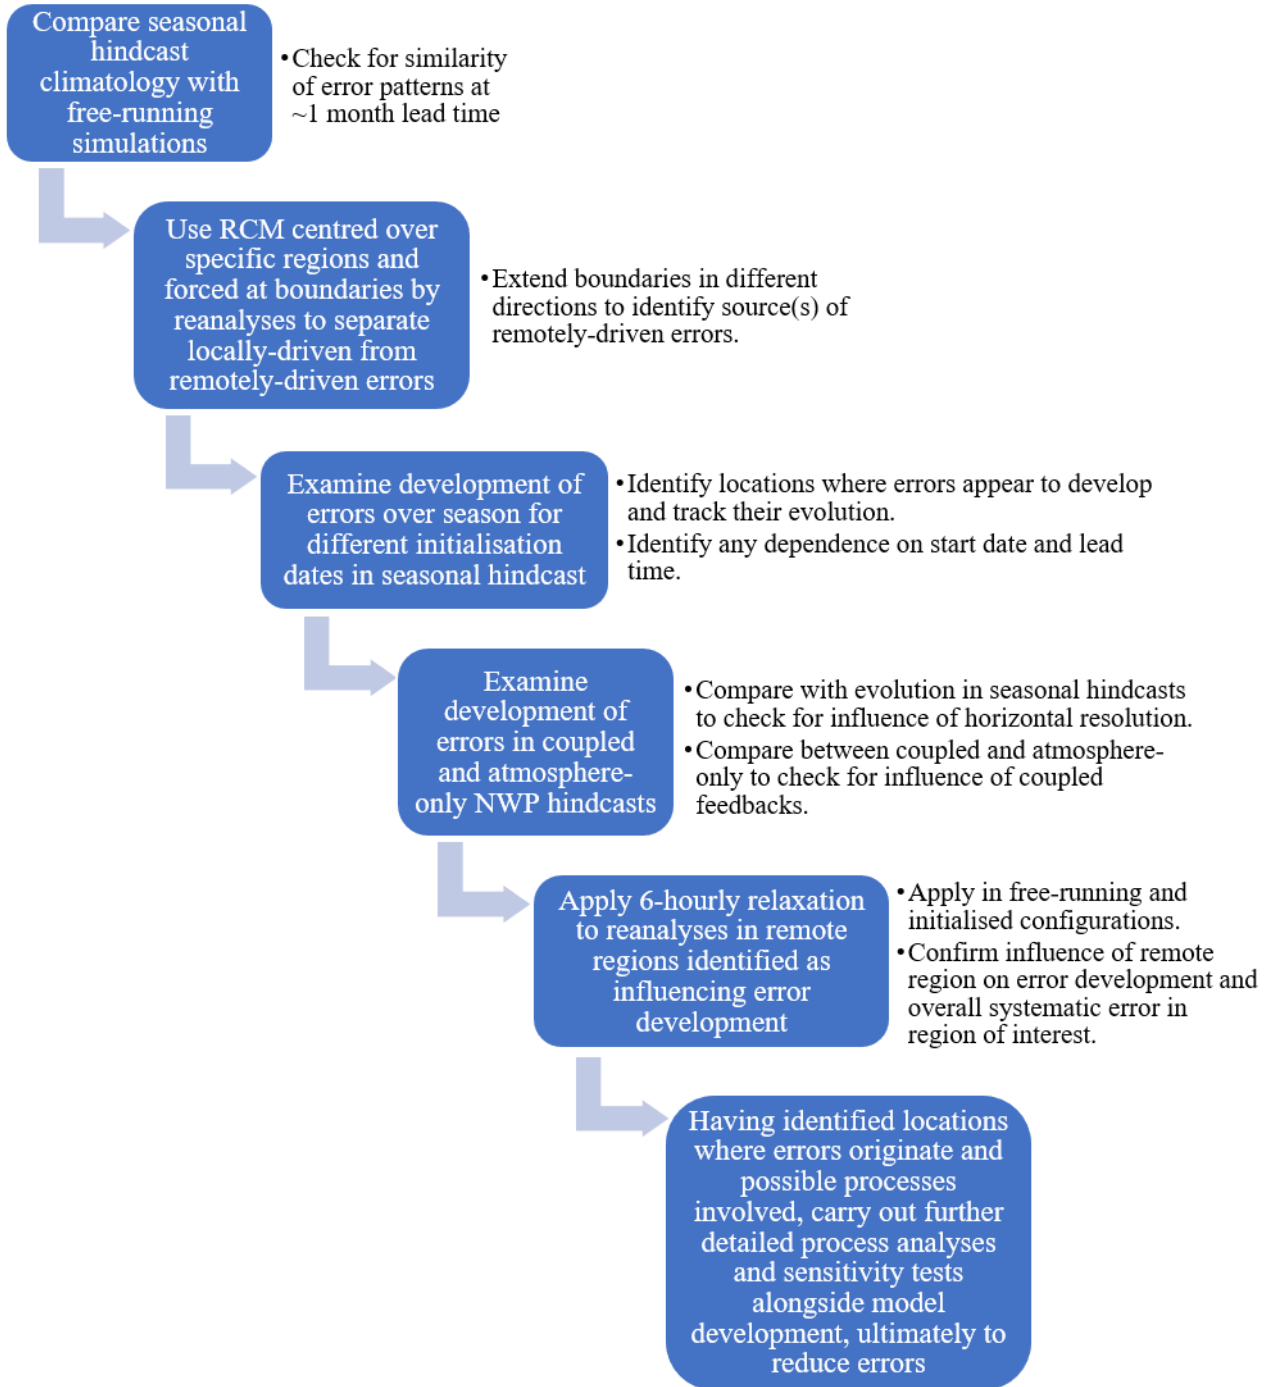 Compare seasonal
hindcast
climatology with
free-running
simulations
•Check for similarity
of error patterns at
~1 month lead time
Use RCM centred over
specific regions and
forced at boundaries by
reanalyses to separate
locally-driven from
remotely-driven errors
•Extend boundaries in different
directions to identify source(s) of
remotely-driven errors.
Examine development of
errors over season for
different initialisation
dates in seasonal hindcast
•Identify locations where errors appear to develop
and track their evolution.
•Identify any dependence on start date and lead
time.
Examine
development of
errors in coupled
and atmosphere-
only NWP hindcasts
•Compare with evolution in seasonal hindcasts
to check for influence of horizontal resolution.
•Compare between coupled and atmosphere-
only to check for influence of coupled
feedbacks.
Apply 6-hourly relaxation
to reanalyses in remote
regions identified as
influencing error
development
•Apply in free-running and
initialised configurations.
•Confirm influence of remote
region on error development and
overall systematic error in
region of interest.
Having identified locations
where errors originate and
possible processes
involved, carry out further
detailed process analyses
and sensitivity tests
alongside model
development, ultimately to
reduce errors